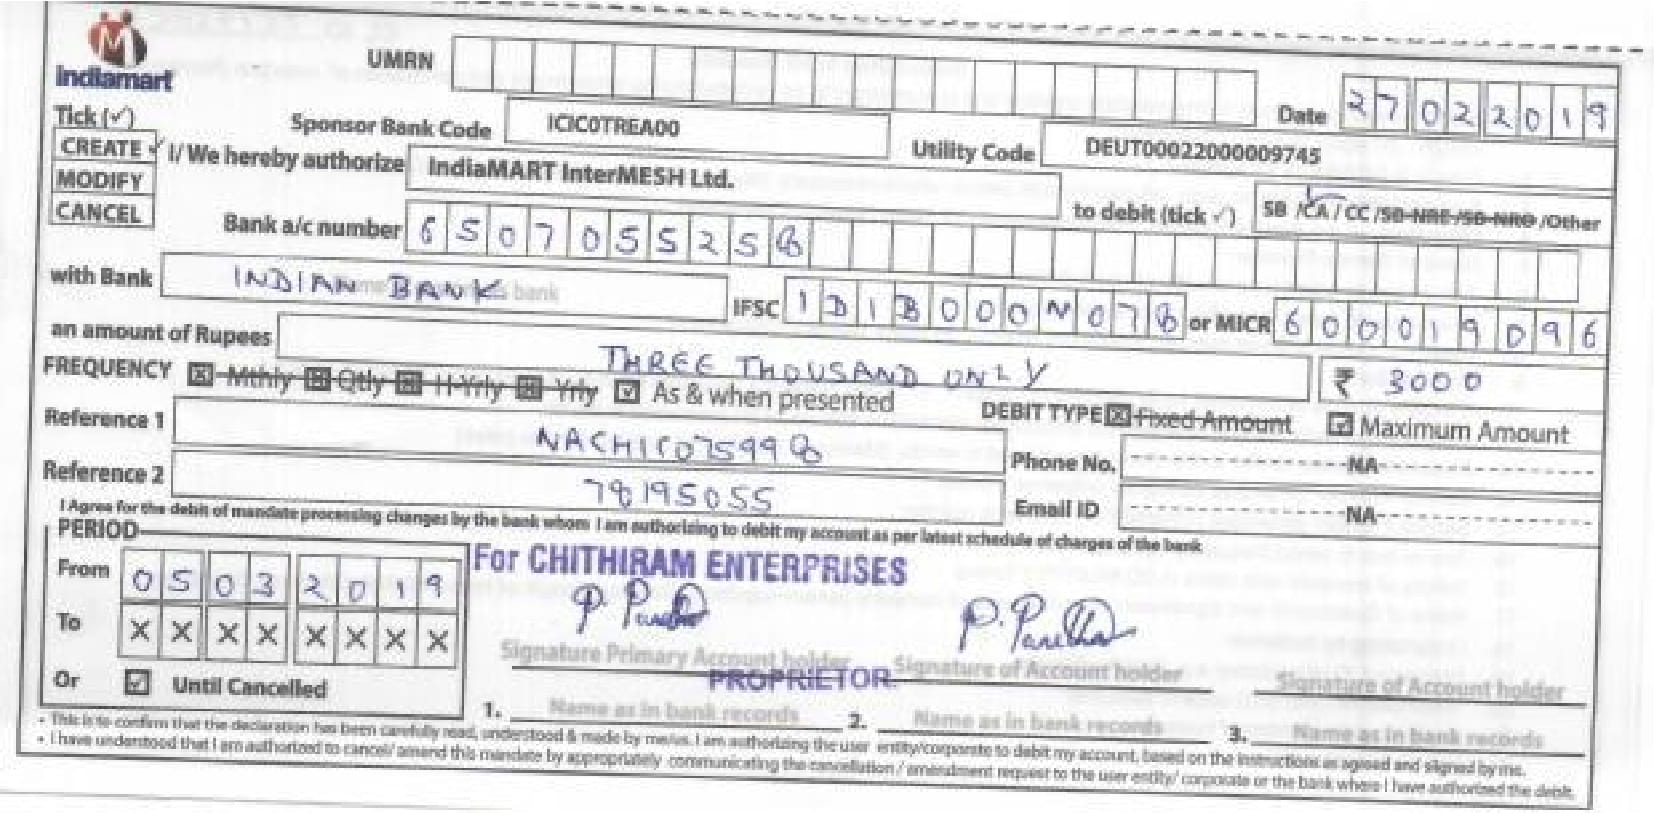 indiamart
UMRN
Date 27022019
Tick (✓)
Sponsor Bank Code ICIC0TREA00
Utility Code DEUT00022000009745
CREATE ✓
MODIFY
CANCEL
I/ We hereby authorize IndiaMART InterMESH Ltd.
to debit (tick ✓) SB /CA / CC /SB-NRE /SB-NRO /Other
Bank a/c number 6507055258
with Bank INDIAN BANK
IFSC IDIB000N078 or MICR 600019096
an amount of Rupees THREE THOUSAND ONLY ₹ 3000
FREQUENCY Mthly Qtly H-Yrly Yrly As & when presented
DEBIT TYPE Fixed Amount Maximum Amount
Reference 1
Phone No. NA
Reference 2 78195055
Email ID NA
I Agree for the debit of mandate processing charges by the bank whom I am authorizing to debit my account as per latest schedule of charges of the bank
PERIOD
From 05032019
To XXXXXXXX
Or Until Cancelled
For CHITHIRAM ENTERPRISES
Signature Primary Account holder
Signature of Account holder
Signature of Account holder
PROPRIETOR.
1. Name as in bank records
2. Name as in bank records
3. Name as in bank records
• This is to confirm that the declaration has been carefully read, understood & made by me/us. I am authorizing the user entity/corporate to debit my account, based on the instructions as agreed and signed by me.
• I have understood that I am authorized to cancel/ amend this mandate by appropriately communicating the cancellation / amendment request to the user entity/ corporate or the bank where I have authorized the debit.